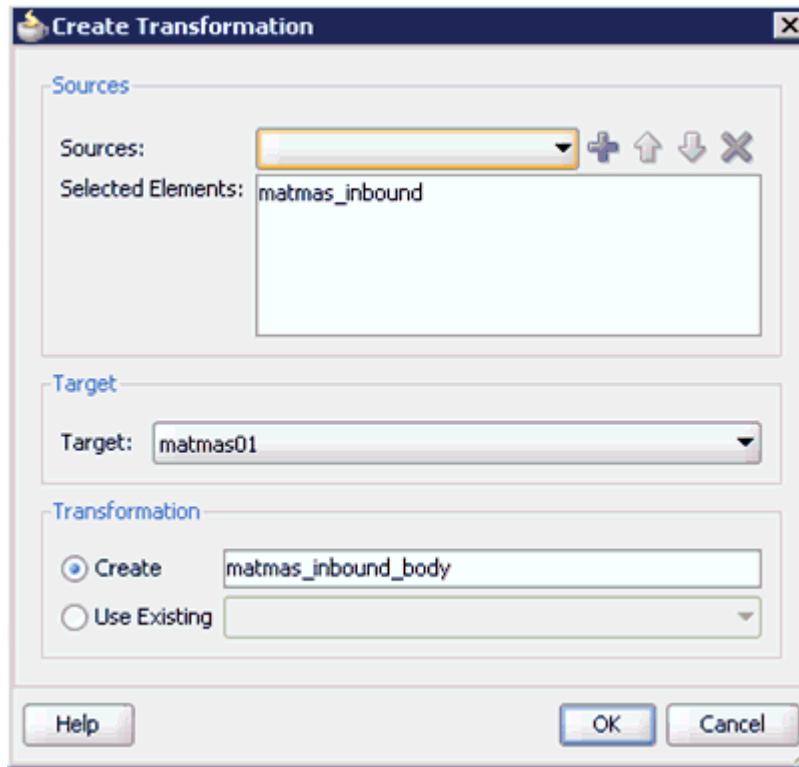 Create Transformation
Sources
Sources:
Selected Elements: matmas_inbound
Target
Target: matmas01
Transformation
Create matmas_inbound_body
Use Existing
Help OK Cancel